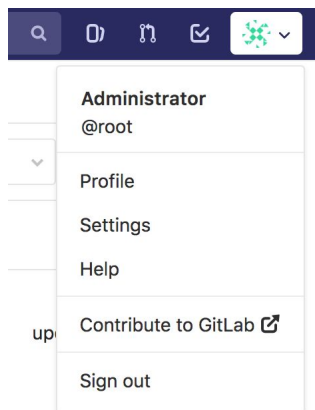 Administrator
@root
Profile
Settings
Help
Contribute to GitLab
Sign out